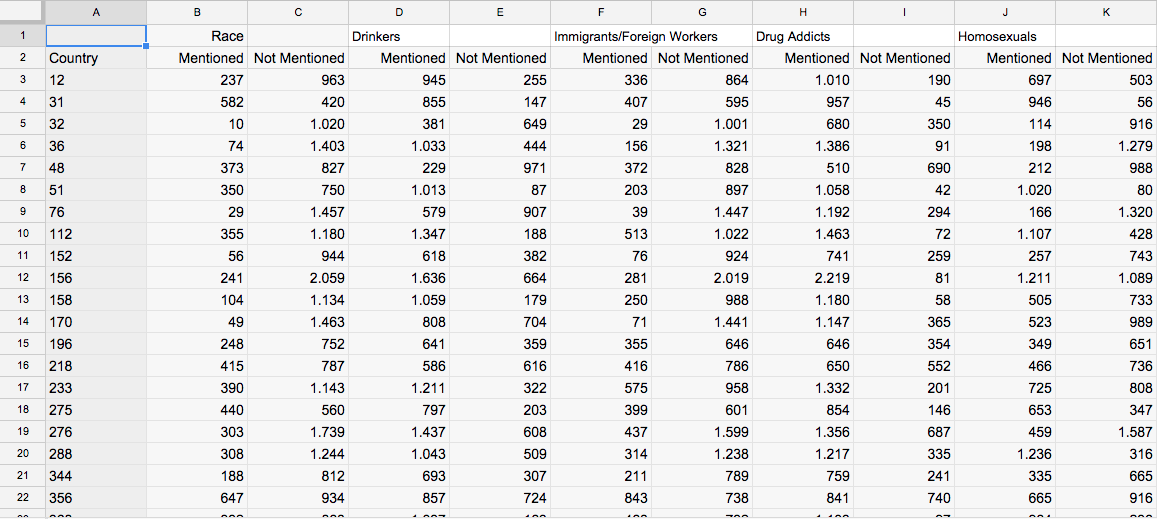 A B C D E F G H I J K
1 Race Drinkers Immigrants/Foreign Workers Drug Addicts Homosexuals
2 Country Mentioned Not Mentioned Mentioned Not Mentioned Mentioned Not Mentioned Mentioned Not Mentioned Mentioned Not Mentioned
3 12 237 963 945 255 336 864 1.010 190 697 503
4 31 582 420 855 147 407 595 957 45 946 56
5 32 10 1.020 381 649 29 1.001 680 350 114 916
6 36 74 1.403 1.033 444 156 1.321 1.386 91 198 1.279
7 48 373 827 229 971 372 828 510 690 212 988
8 51 350 750 1.013 87 203 897 1.058 42 1.020 80
9 76 29 1.457 579 907 39 1.447 1.192 294 166 1.320
10 112 355 1.180 1.347 188 513 1.022 1.463 72 1.107 428
11 152 56 944 618 382 76 924 741 259 257 743
12 156 241 2.059 1.636 664 281 2.019 2.219 81 1.211 1.089
13 158 104 1.134 1.059 179 250 988 1.180 58 505 733
14 170 49 1.463 808 704 71 1.441 1.147 365 523 989
15 196 248 752 641 359 355 646 646 354 349 651
16 218 415 787 586 616 416 786 650 552 466 736
17 233 390 1.143 1.211 322 575 958 1.332 201 725 808
18 275 440 560 797 203 399 601 854 146 653 347
19 276 303 1.739 1.437 608 437 1.599 1.356 687 459 1.587
20 288 308 1.244 1.043 509 314 1.238 1.217 335 1.236 316
21 344 188 812 693 307 211 789 759 241 335 665
22 356 647 934 857 724 843 738 841 740 665 916